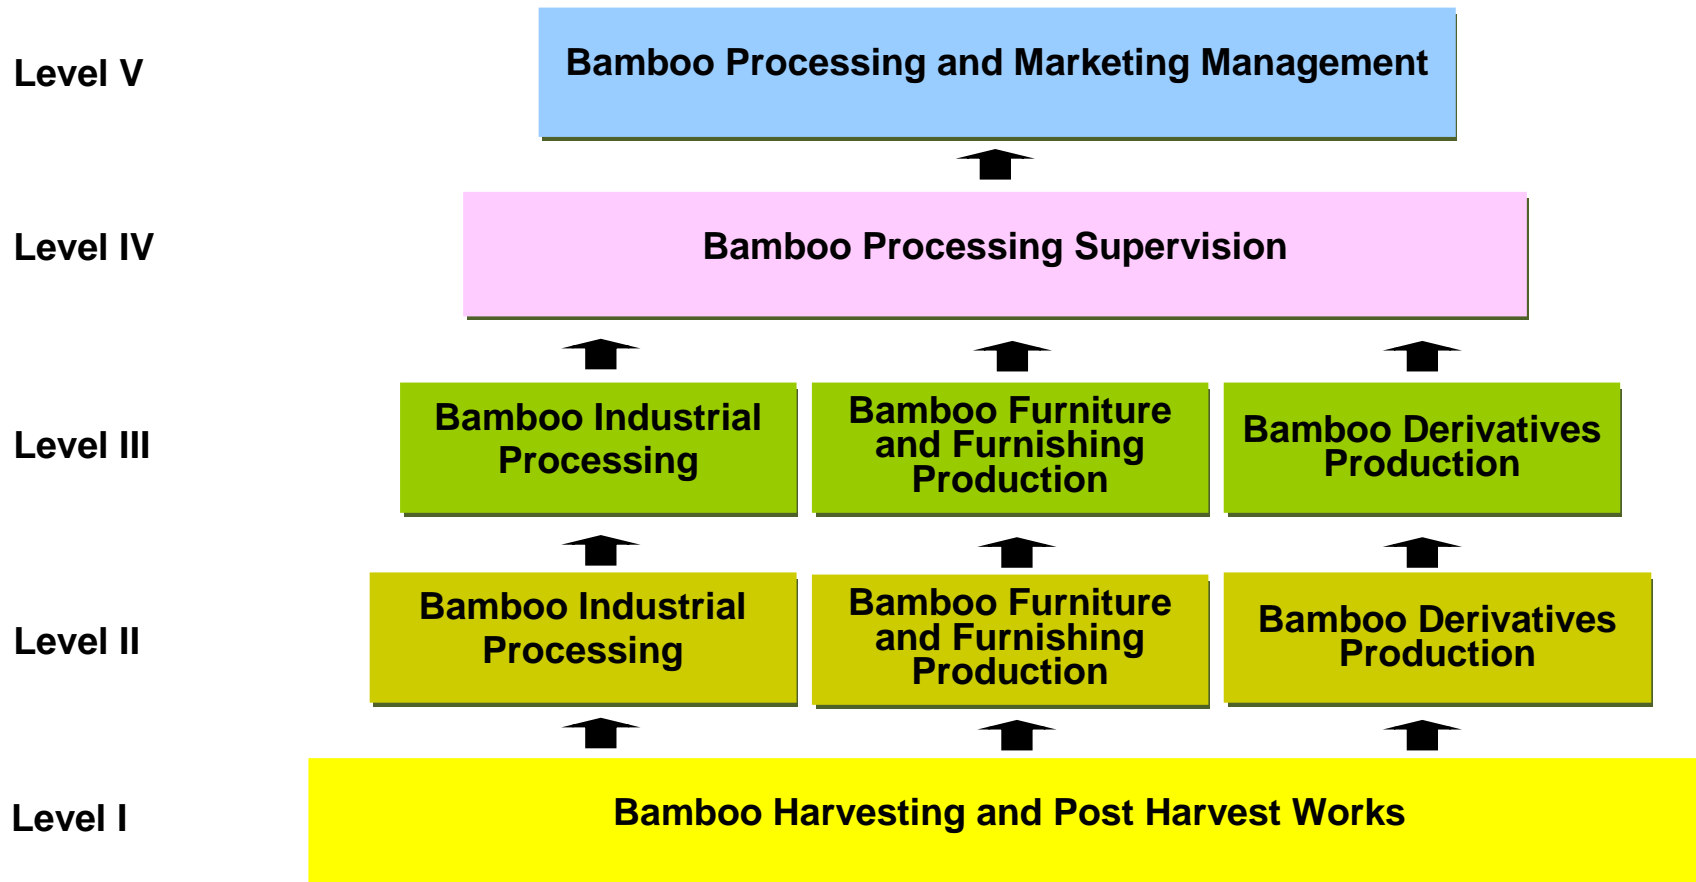 Level V
Bamboo Processing and Marketing Management
Level IV
Bamboo Processing Supervision
Level III
Bamboo Industrial
Processing
Bamboo Furniture
and Furnishing
Production
Bamboo Derivatives
Production
Level II
Bamboo Industrial
Processing
Bamboo Furniture
and Furnishing
Production
Bamboo Derivatives
Production
Level I
Bamboo Harvesting and Post Harvest Works